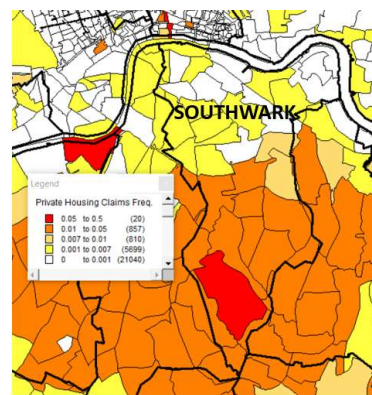 SOUTHWARK
Legend
Private Housing Claims Freq.
0.05 to 0.5 (20)
0.01 to 0.05 (857)
0.007 to 0.01 (810)
0.001 to 0.007 (5699)
0 to 0.001 (21040)